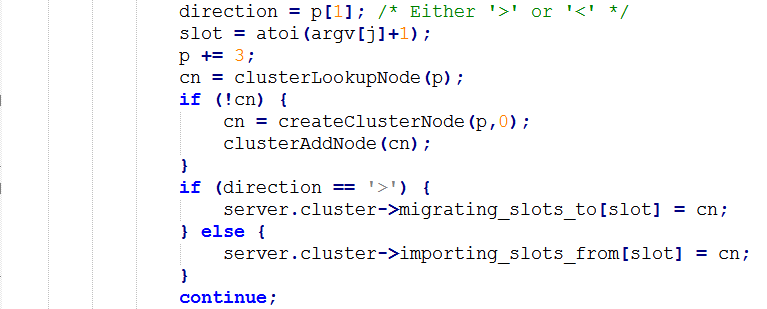 direction = p[1]; /* Either '>' or '<' */
slot = atoi(argv[j]+1);
p += 3;
cn = clusterLookupNode(p);
if (!cn) {
    cn = createClusterNode(p,0);
    clusterAddNode(cn);
}
if (direction == '>') {
    server.cluster->migrating_slots_to[slot] = cn;
} else {
    server.cluster->importing_slots_from[slot] = cn;
}
continue;